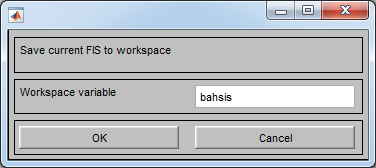 Save current FIS to workspace
Workspace variable bahsis
OK Cancel